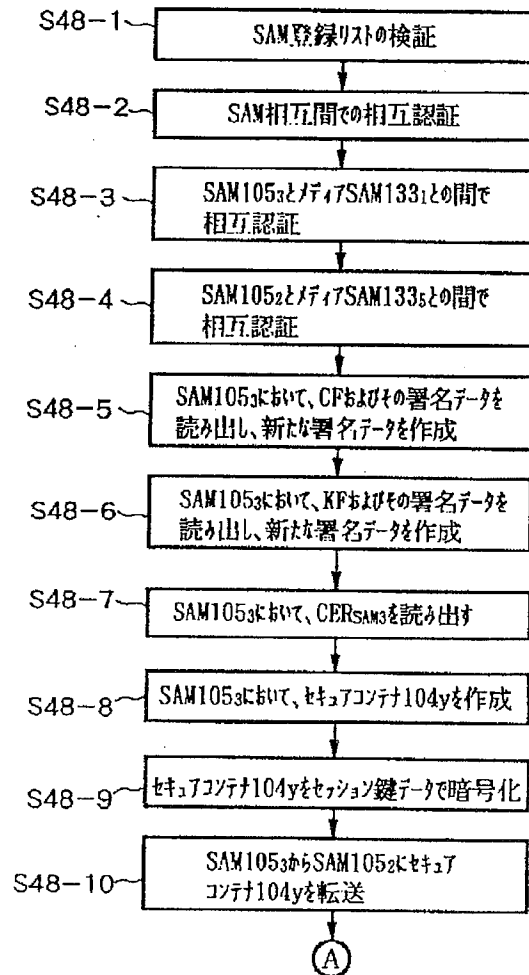 S48-1
SAM登録リストの検証
S48-2
SAM相互間での相互認証
S48-3
SAM105₃とメディアSAM133₁との間で
相互認証
S48-4
SAM105₂とメディアSAM133₅との間で
相互認証
S48-5
SAM105₃において、CFおよびその署名データを
読み出し、新たな署名データを作成
S48-6
SAM105₃において、KFおよびその署名データを
読み出し、新たな署名データを作成
S48-7
SAM105₃において、CERSAM3を読み出す
S48-8
SAM105₃において、セキュアコンテナ104yを作成
S48-9
セキュアコンテナ104yをセッション鍵データで暗号化
S48-10
SAM105₃からSAM105₂にセキュア
コンテナ104yを転送
A